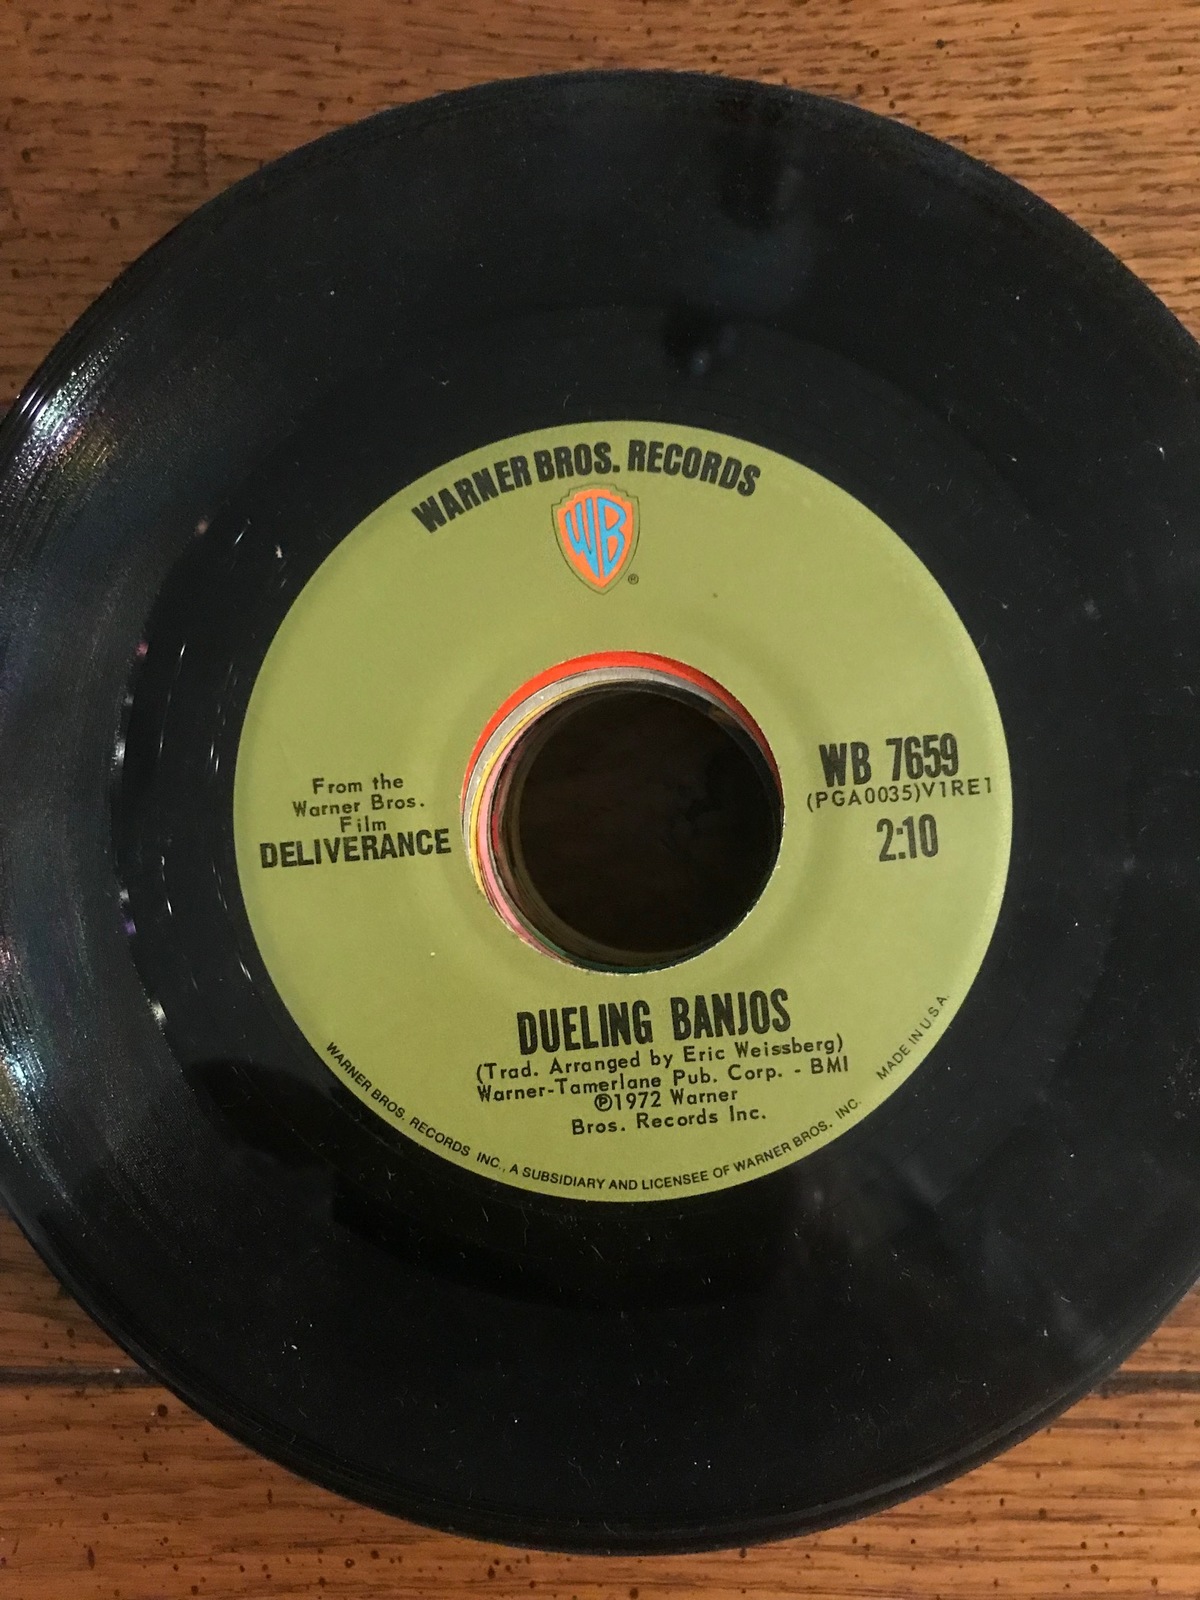 WARNER BROS. RECORDS
WB
®
From the
Warner Bros.
Film
DELIVERANCE
WB 7659
(PGA0035)V1RE1
2:10
DUELING BANJOS
(Trad. Arranged by Eric Weissberg)
Warner-Tamerlane Pub. Corp. - BMI
℗1972 Warner
Bros. Records Inc.
WARNER BROS. RECORDS INC., A SUBSIDIARY AND LICENSEE OF WARNER BROS. INC.
MADE IN U.S.A.